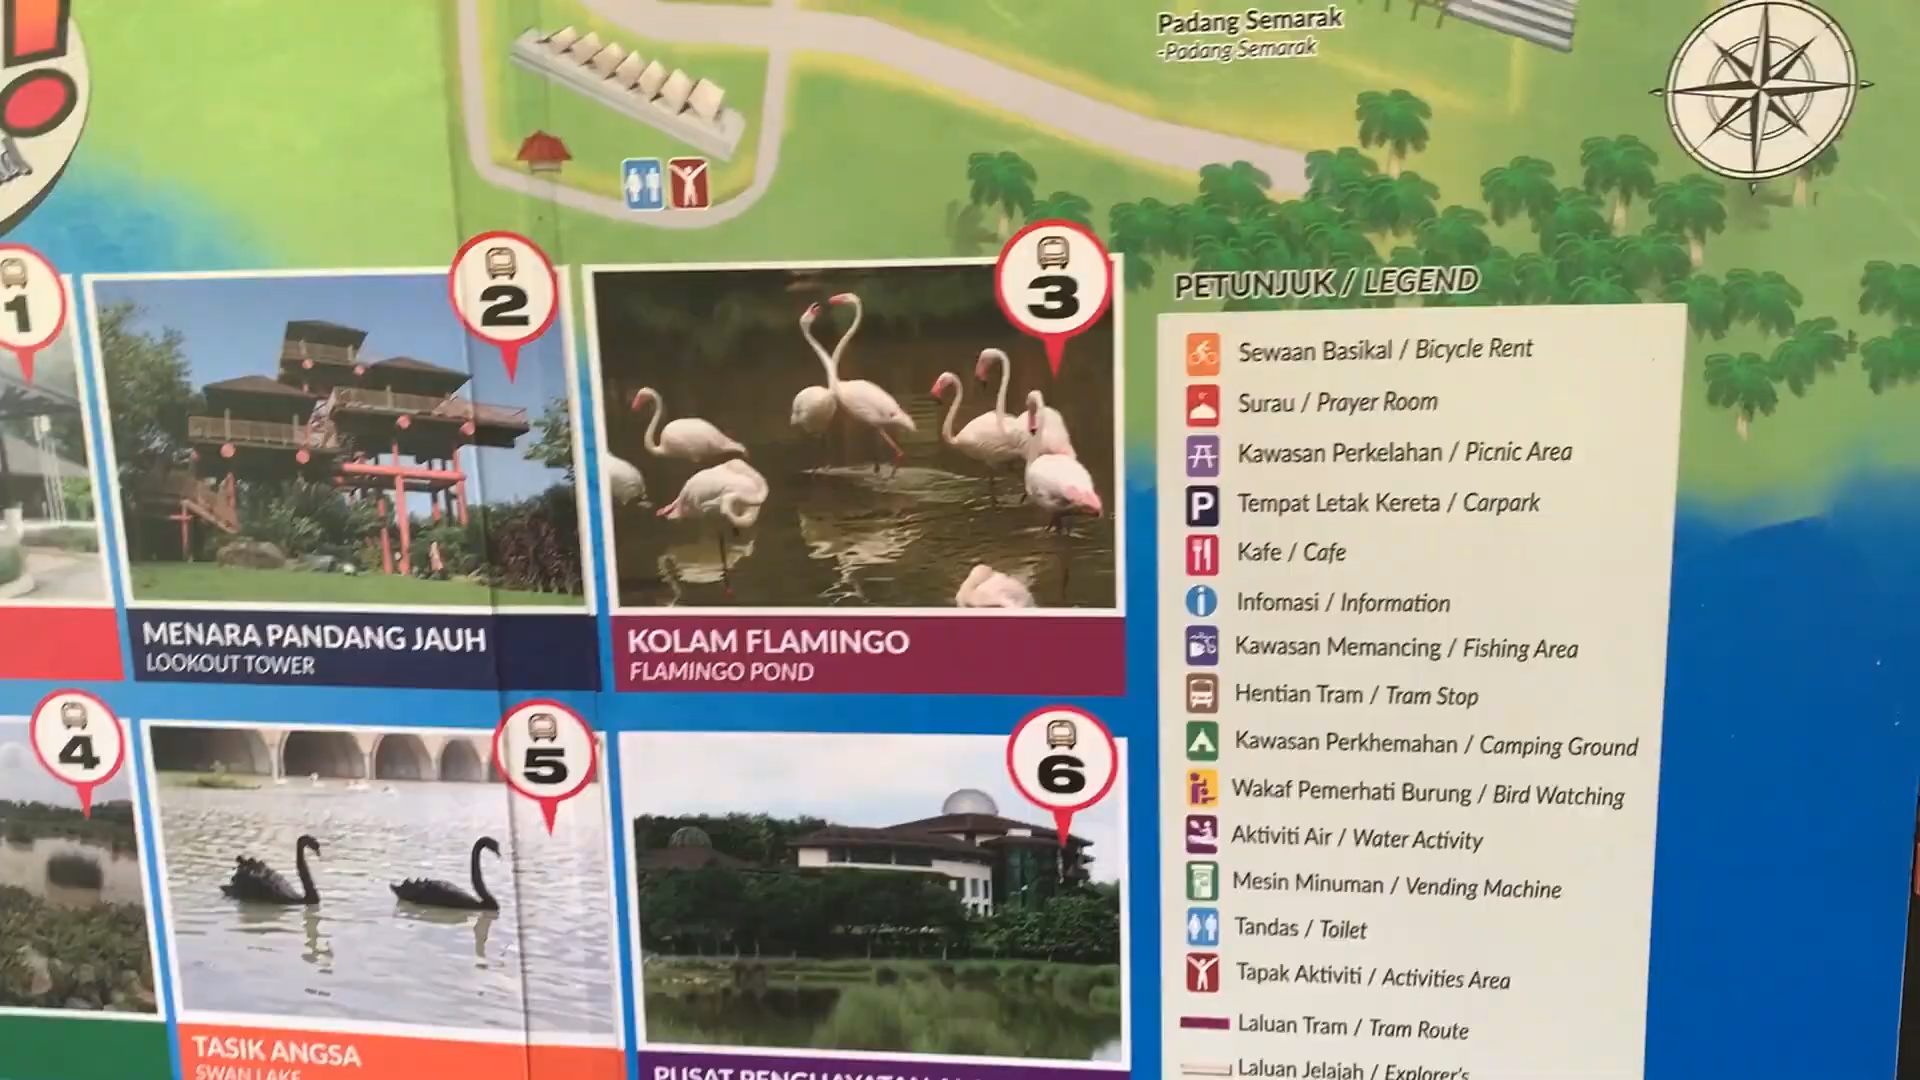 Padang Semarak
-Padang Semarak
1
2
3
MENARA PANDANG JAUH
LOOKOUT TOWER
KOLAM FLAMINGO
FLAMINGO POND
4
5
6
TASIK ANGSA
SWAN LAKE
PUSAT PENGHAYATAN
PETUNJUK / LEGEND
Sewaan Basikal / Bicycle Rent
Surau / Prayer Room
Kawasan Perkelahan / Picnic Area
P Tempat Letak Kereta / Carpark
Kafe / Cafe
i Infomasi / Information
Kawasan Memancing / Fishing Area
Hentian Tram / Tram Stop
Kawasan Perkhemahan / Camping Ground
Wakaf Pemerhati Burung / Bird Watching
Aktiviti Air / Water Activity
Mesin Minuman / Vending Machine
Tandas / Toilet
Tapak Aktiviti / Activities Area
Laluan Tram / Tram Route
Laluan Jelajah / Explorer's